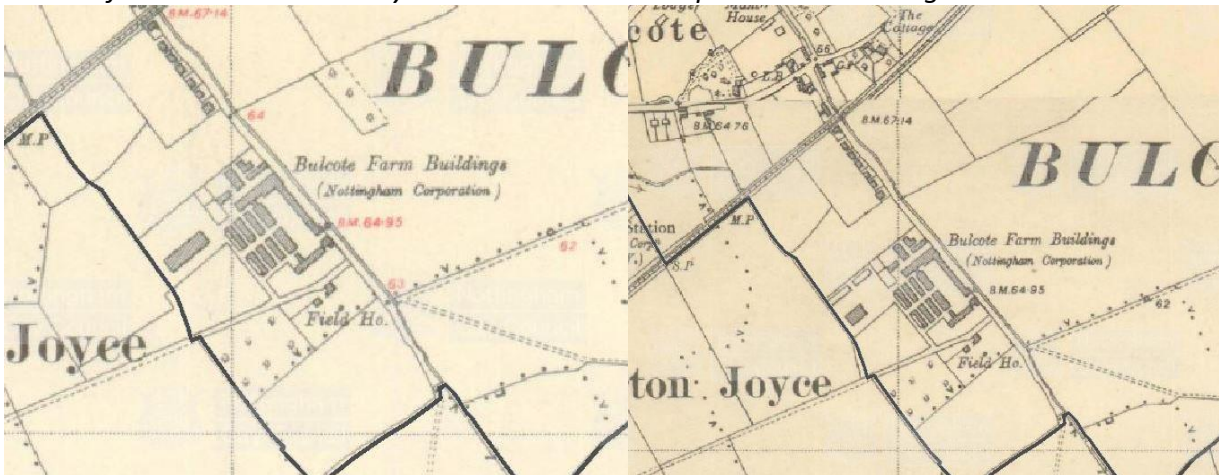 B.M. 67·14
BULC
M.P
64
Bulcote Farm Buildings
(Nottingham Corporation)
B.M. 64·95
62
63
Field Ho.
Joyce
Lodge
Manor
House
The
Cottage
cote
66
B.M. 64·76
B.M. 67·14
BULC
M.P
Station
S.P
Bulcote Farm Buildings
(Nottingham Corporation)
B.M. 64·95
62
Field Ho.
ton Joyce